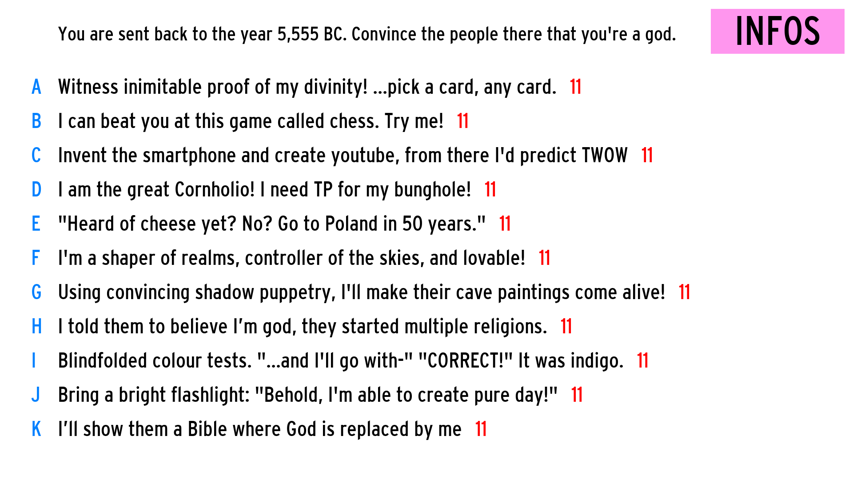 You are sent back to the year 5,555 BC. Convince the people there that you're a god.
INFOS
A Witness inimitable proof of my divinity! ...pick a card, any card. 11
B I can beat you at this game called chess. Try me! 11
C Invent the smartphone and create youtube, from there I'd predict TWOW 11
D I am the great Cornholio! I need TP for my bunghole! 11
E "Heard of cheese yet? No? Go to Poland in 50 years." 11
F I'm a shaper of realms, controller of the skies, and lovable! 11
G Using convincing shadow puppetry, I'll make their cave paintings come alive! 11
H I told them to believe I’m god, they started multiple religions. 11
I Blindfolded colour tests. "...and I'll go with-" "CORRECT!" It was indigo. 11
J Bring a bright flashlight: "Behold, I'm able to create pure day!" 11
K I’ll show them a Bible where God is replaced by me 11